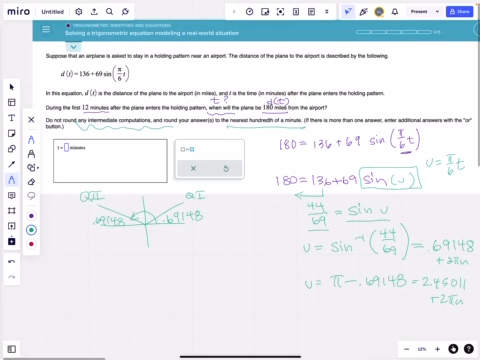 miro
Untitled
Present
Share
TRIGONOMETRIC IDENTITIES AND EQUATIONS
Solving a trigonometric equation modeling a real-world situation
Suppose that an airplane is asked to stay in a holding pattern near an airport. The distance of the plane to the airport is described by the following.
d (t) = 136 + 69 sin(π/6 t)
t? d(t)
In this equation, d (t) is the distance of the plane to the airport (in miles), and t is the time (in minutes) after the plane enters the holding pattern.
During the first 12 minutes after the plane enters the holding pattern, when will the plane be 180 miles from the airport?
Do not round any intermediate computations, and round your answer(s) to the nearest hundredth of a minute. (If there is more than one answer, enter additional answers with the "or" button.)
t = minutes
□ or □
×
180 = 136 + 69 sin(π/6 t)
u = π/6 t
180 = 136 + 69 sin(u)
44/69 = sin u
u = sin⁻¹(44/69) = .69148
+ 2πn
u = π − .69148 = 2.45011
+ 2πn
QII
QI
.69148
.69148